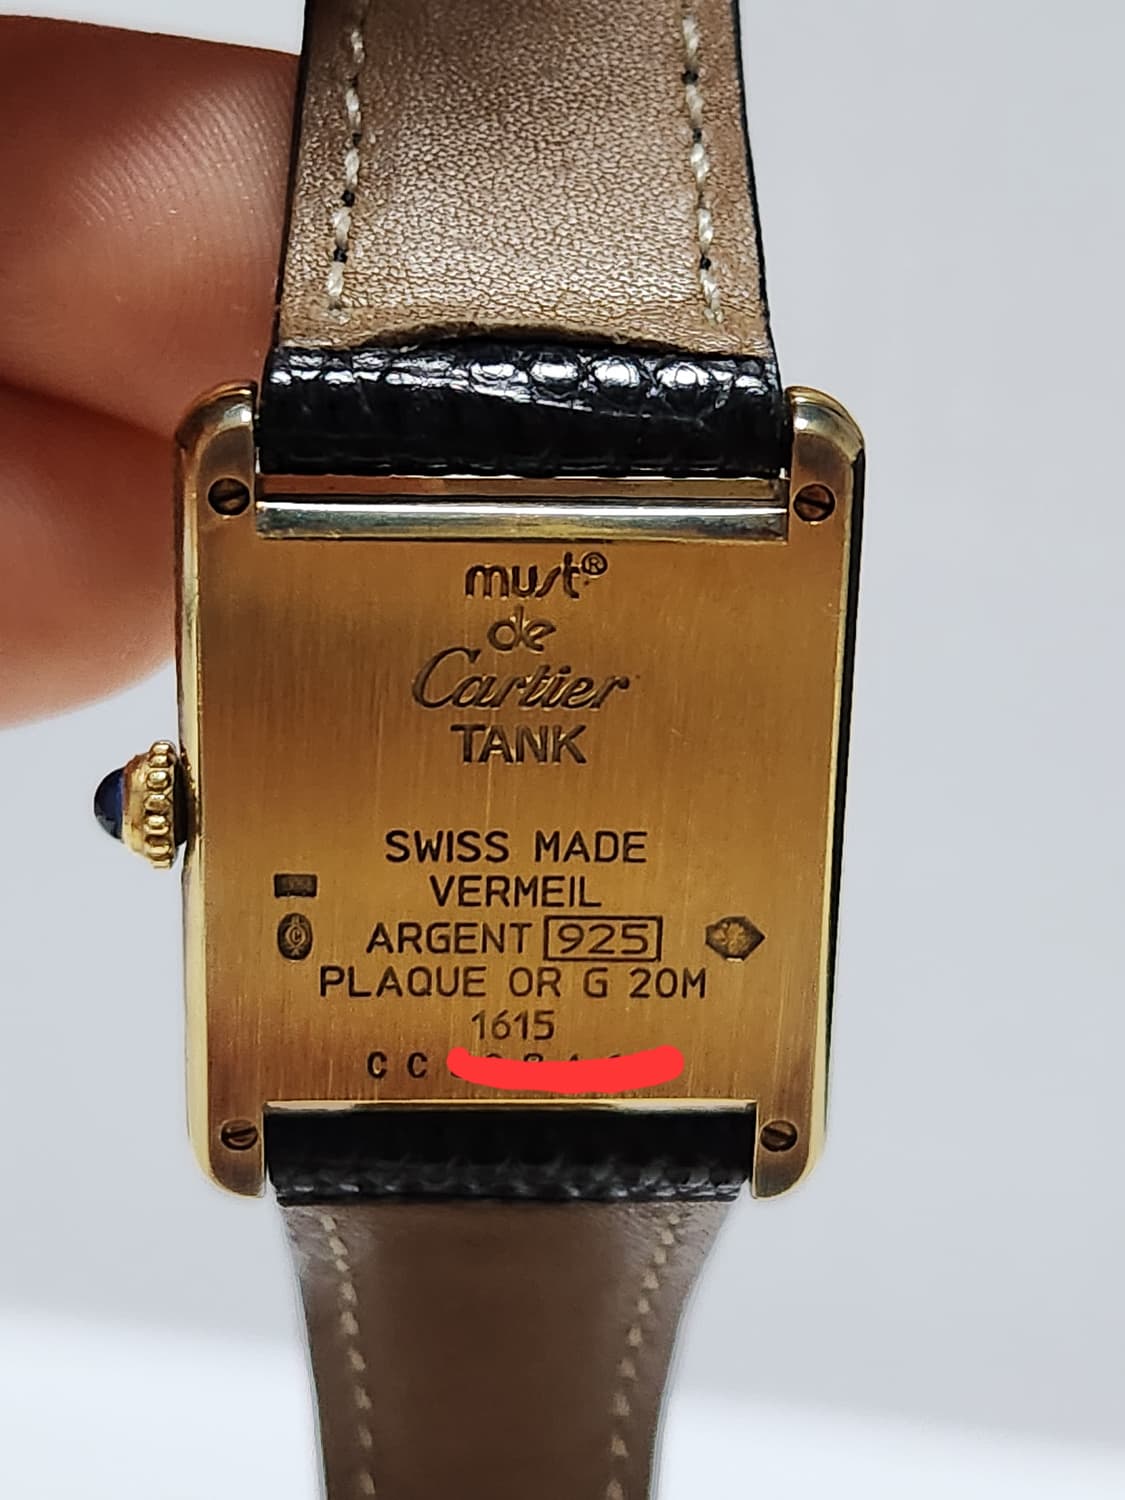 must®
de
Cartier
TANK
SWISS MADE
VERMEIL
ARGENT 925
PLAQUE OR G 20M
1615
CC